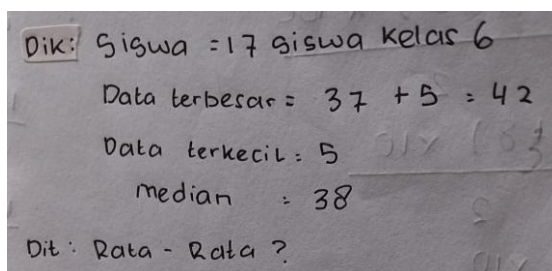 Dik: Siswa = 17 siswa kelas 6
Data terbesar = 37 + 5 = 42
Data terkecil = 5
median = 38
Dit : Rata - Rata ?